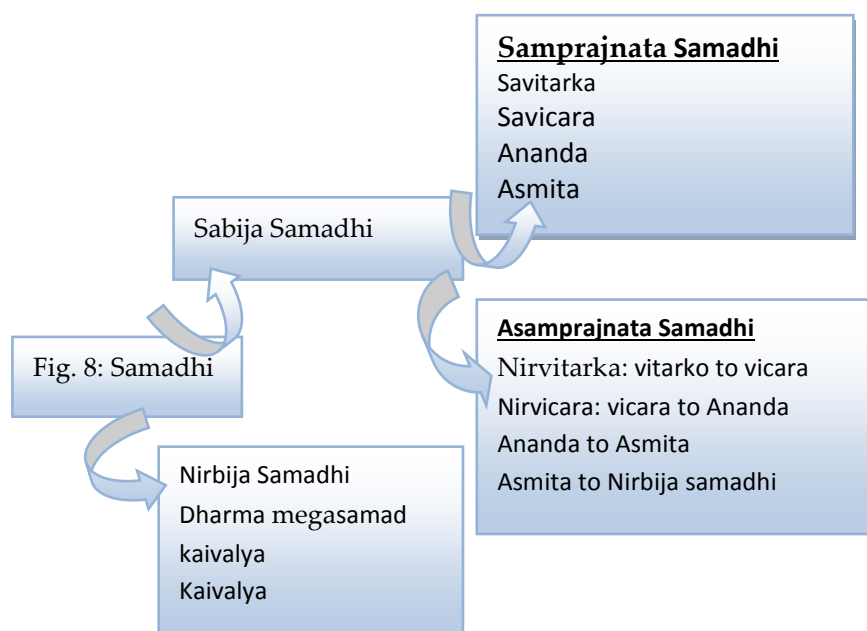 Samprajnata Samadhi
Savitarka
Savicara
Ananda
Asmita
Sabija Samadhi
Fig. 8: Samadhi
Asamprajnata Samadhi
Nirvitarka: vitarko to vicara
Nirvicara: vicara to Ananda
Ananda to Asmita
Asmita to Nirbija samadhi
Nirbija Samadhi
Dharma megasamad
kaivalya
Kaivalya